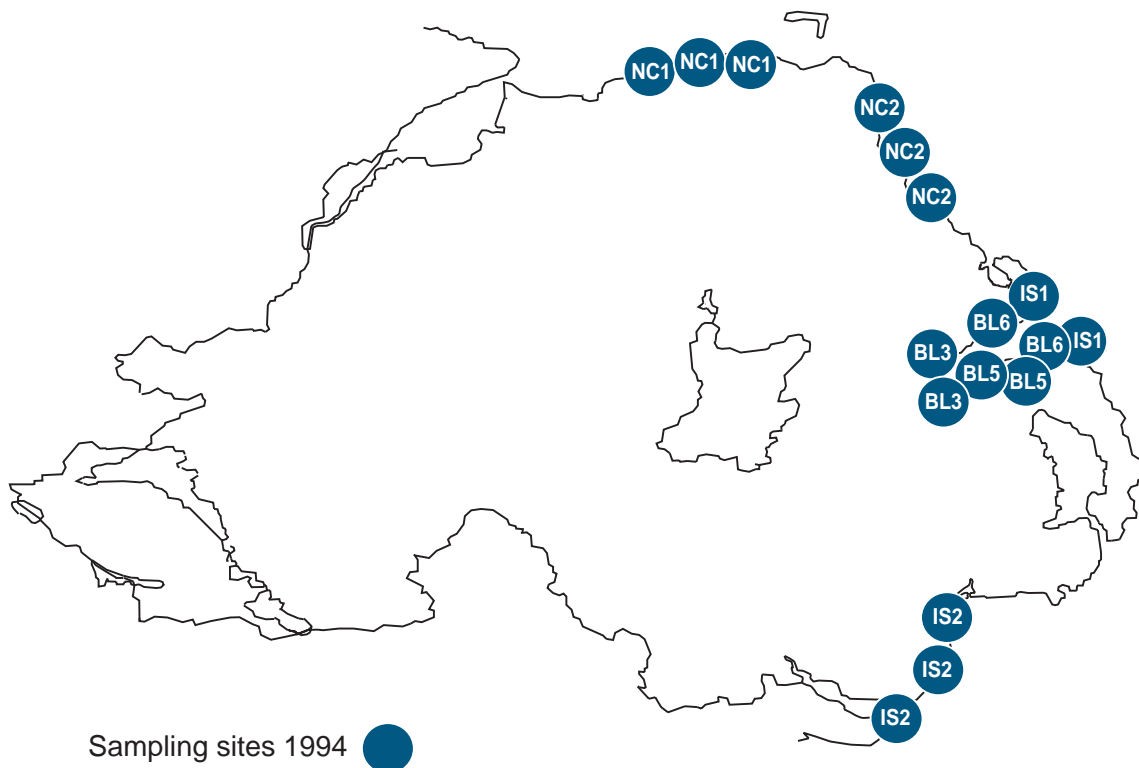 NC1
NC1
NC1
NC2
NC2
NC2
IS1
BL6
BL6
IS1
BL3
BL5
BL5
BL3
IS2
IS2
IS2
Sampling sites 1994